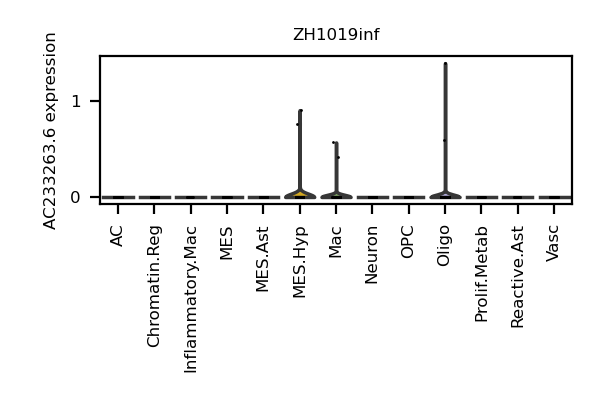 ZH1019inf
AC233263.6 expression
1
0
AC
Chromatin.Reg
Inflammatory.Mac
MES
MES.Ast
MES.Hyp
Mac
Neuron
OPC
Oligo
Prolif.Metab
Reactive.Ast
Vasc